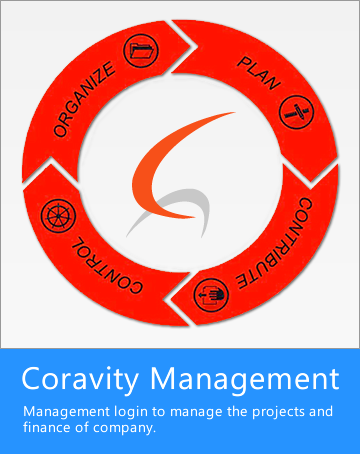 ORGANIZE
PLAN
CONTRIBUTE
CONTROL
Coravity Management
Management login to manage the projects and
finance of company.